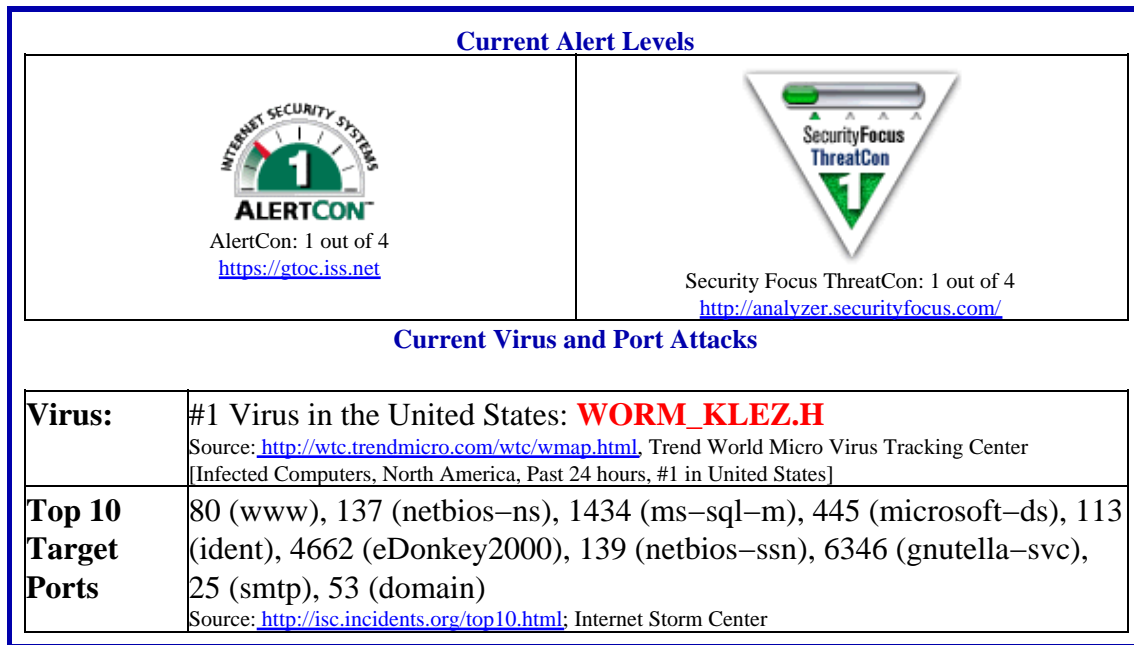 Current Alert Levels
INTERNET SECURITY SYSTEMS
1
ALERTCON™
AlertCon: 1 out of 4
https://gtoc.iss.net
SecurityFocus
ThreatCon
1
Security Focus ThreatCon: 1 out of 4
http://analyzer.securityfocus.com/
Current Virus and Port Attacks
Virus:
#1 Virus in the United States: WORM_KLEZ.H
Source: http://wtc.trendmicro.com/wtc/wmap.html, Trend World Micro Virus Tracking Center
[Infected Computers, North America, Past 24 hours, #1 in United States]
Top 10
Target
Ports
80 (www), 137 (netbios−ns), 1434 (ms−sql−m), 445 (microsoft−ds), 113
(ident), 4662 (eDonkey2000), 139 (netbios−ssn), 6346 (gnutella−svc),
25 (smtp), 53 (domain)
Source: http://isc.incidents.org/top10.html; Internet Storm Center